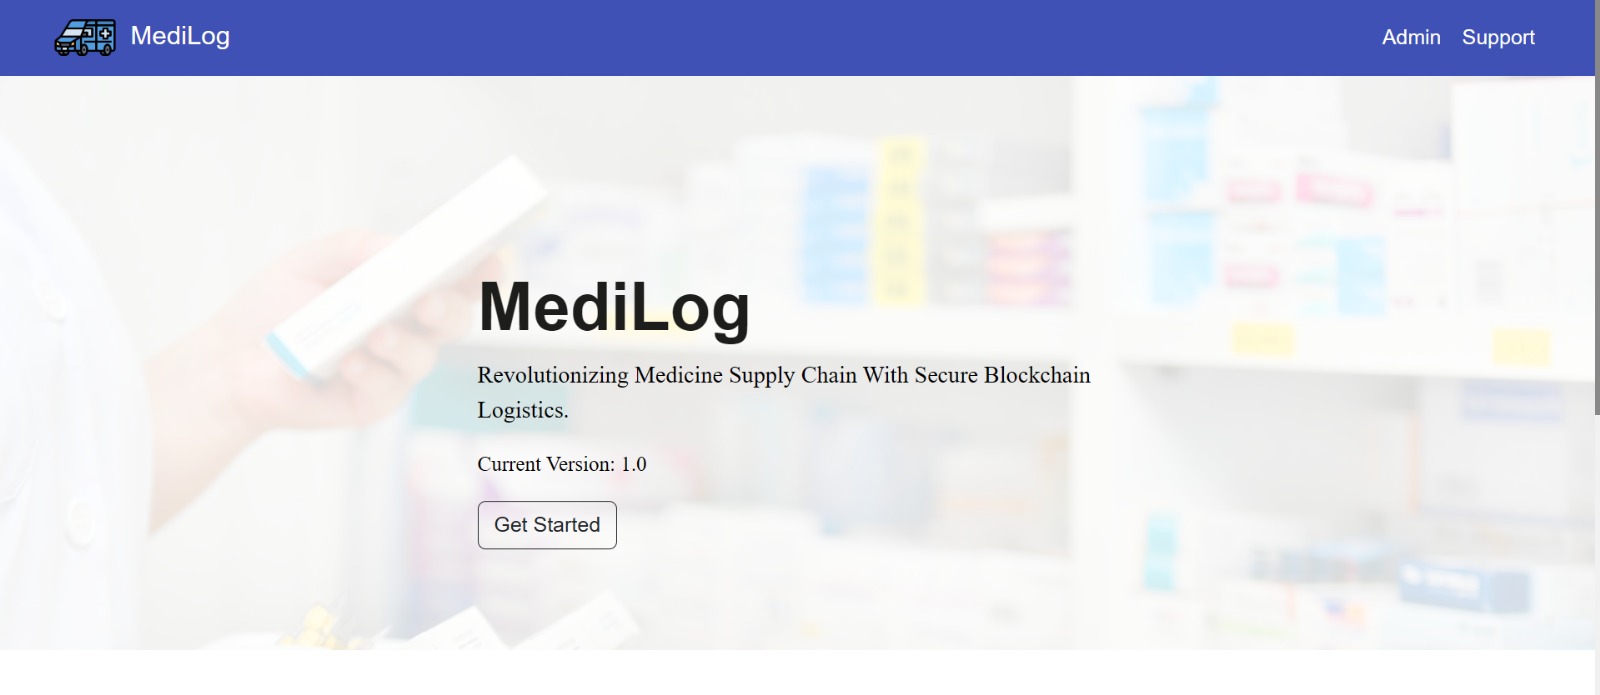 MediLog
Admin
Support
MediLog
Revolutionizing Medicine Supply Chain With Secure Blockchain
Logistics.
Current Version: 1.0
Get Started